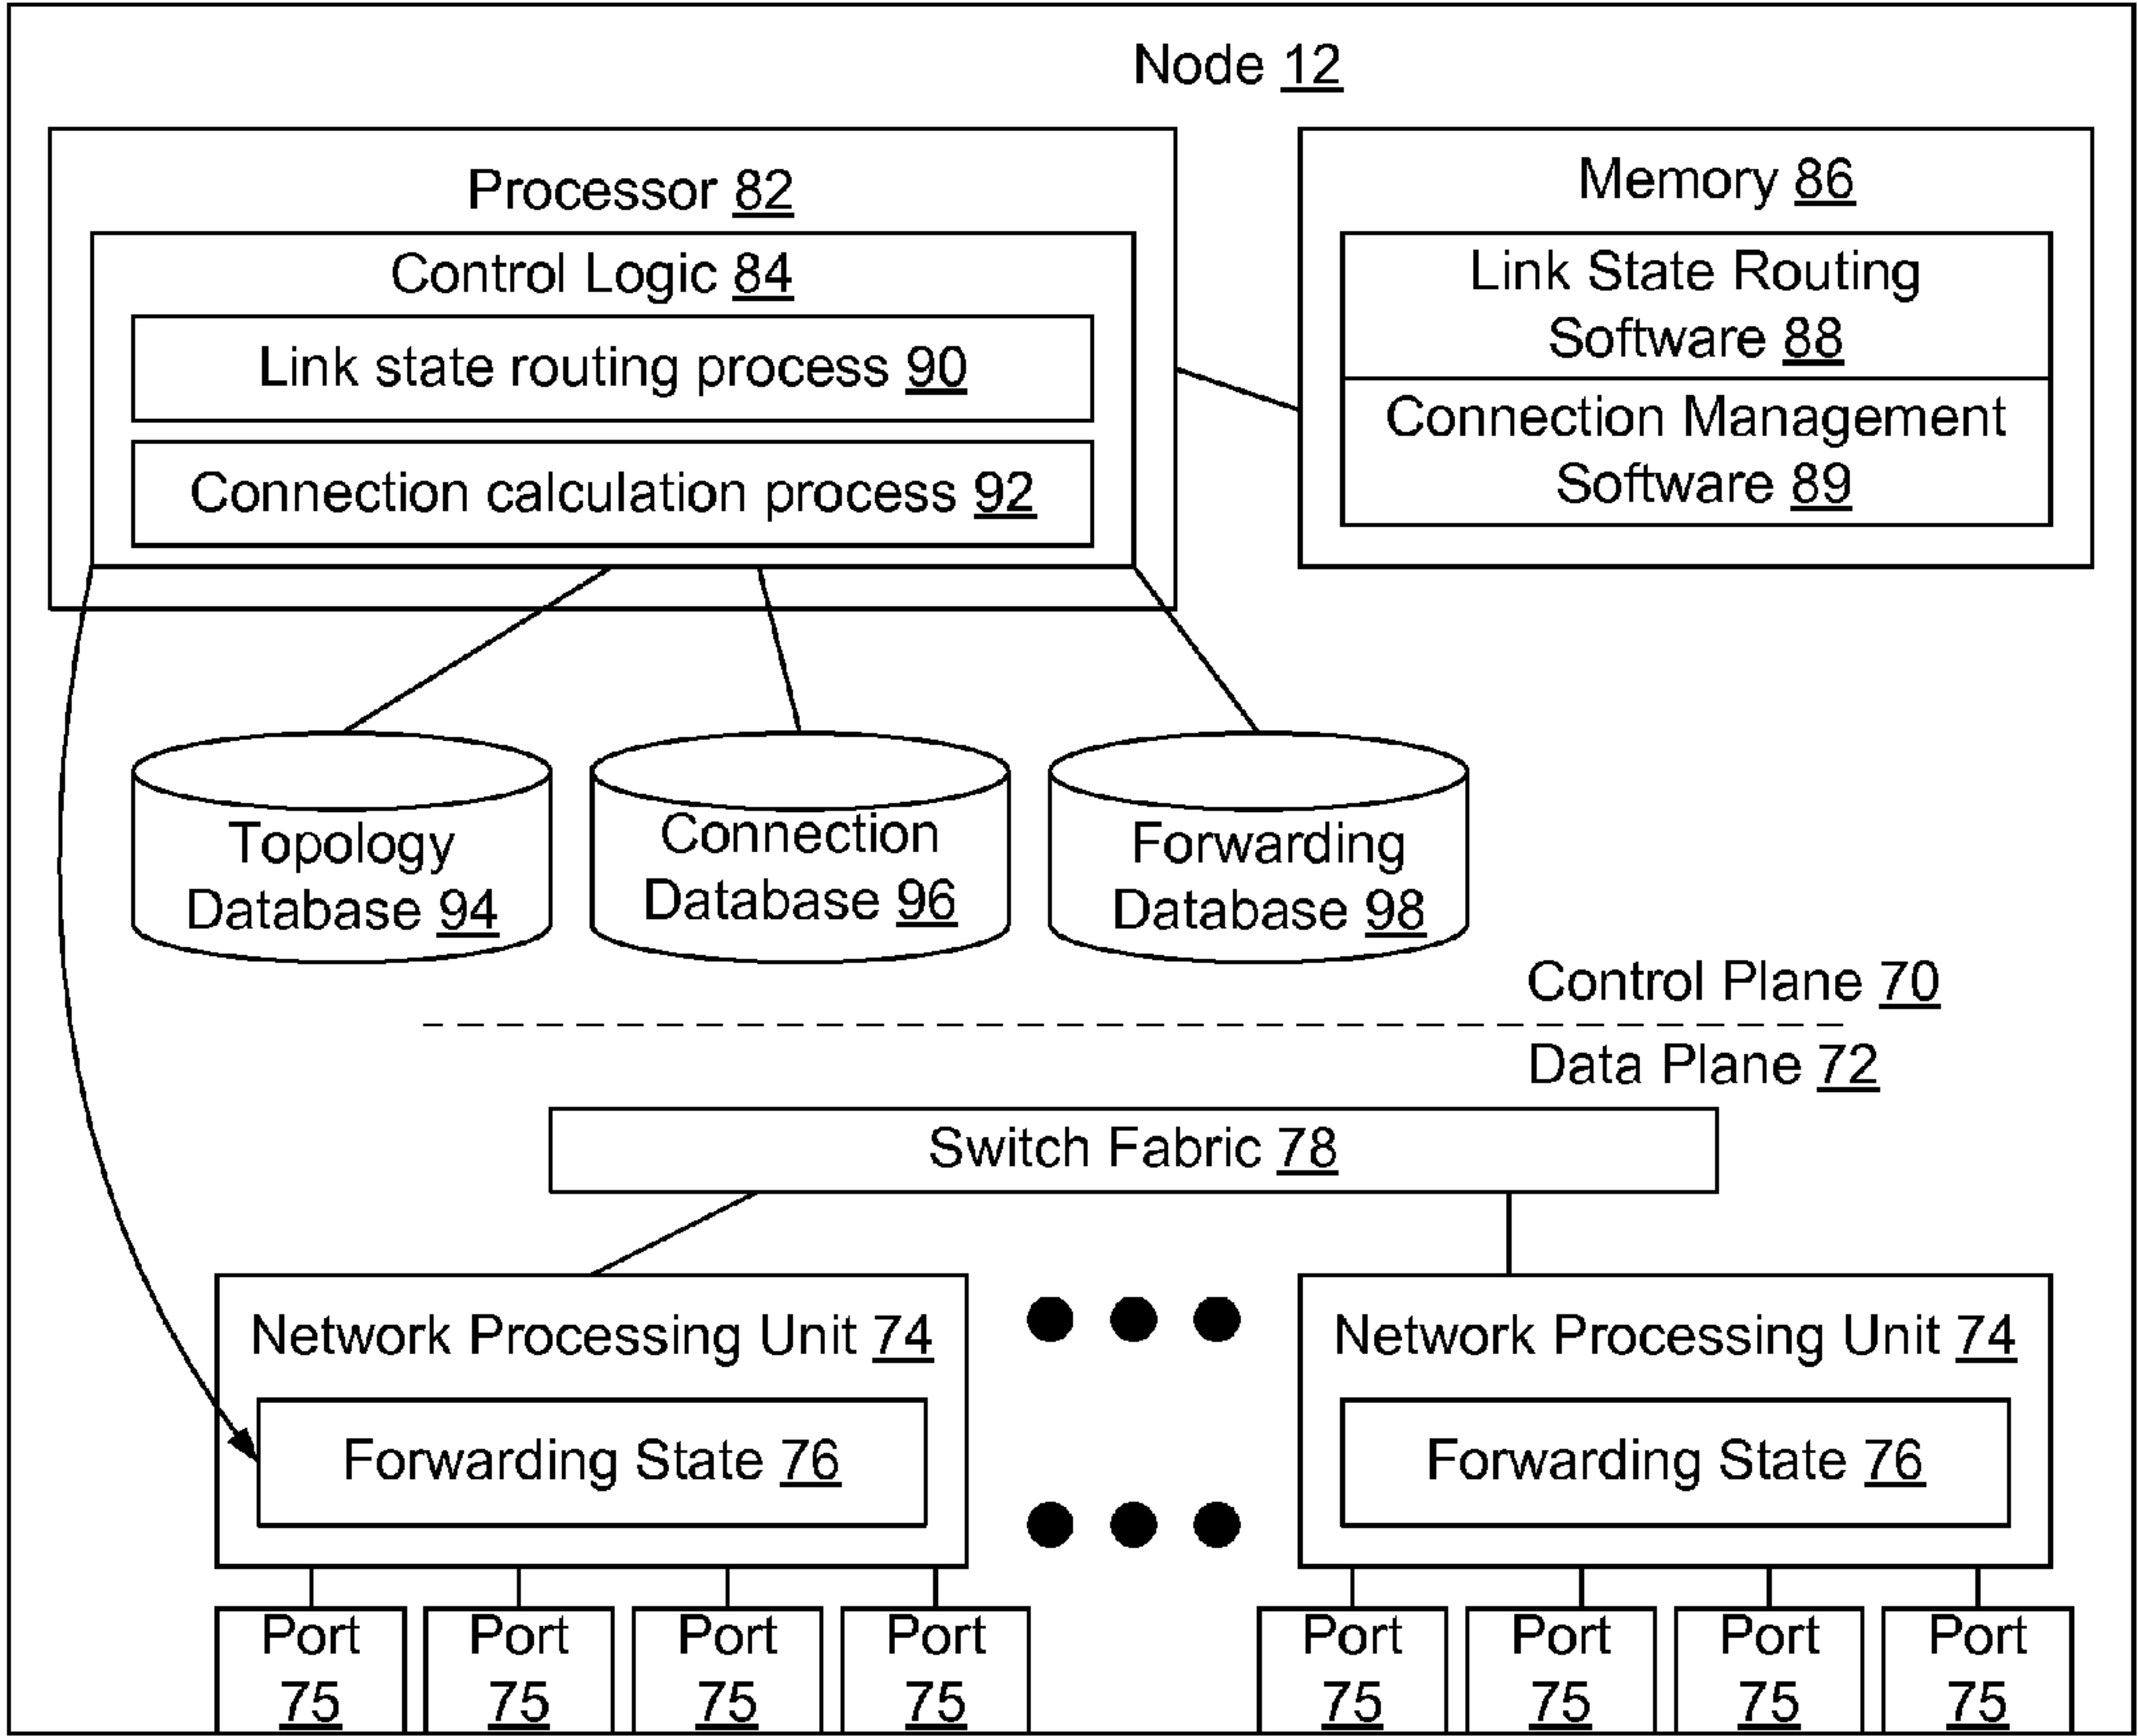 Node 12
Processor 82
Control Logic 84
Link state routing process 90
Connection calculation process 92
Memory 86
Link State Routing
Software 88
Connection Management
Software 89
Topology
Database 94
Connection
Database 96
Forwarding
Database 98
Control Plane 70
Data Plane 72
Switch Fabric 78
Network Processing Unit 74
Forwarding State 76
Network Processing Unit 74
Forwarding State 76
Port
75
Port
75
Port
75
Port
75
Port
75
Port
75
Port
75
Port
75